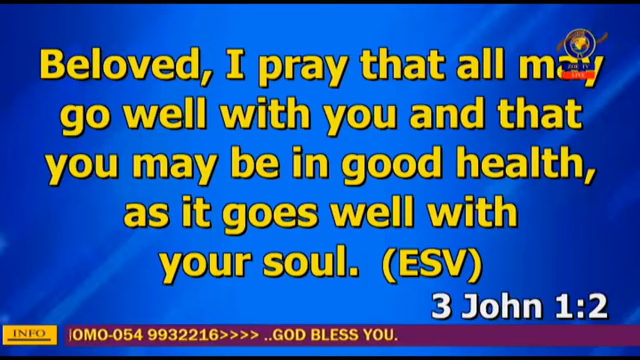 Beloved, I pray that all may
go well with you and that
you may be in good health,
as it goes well with
your soul. (ESV)
3 John 1:2
LIVE
INFO
OMO-054 9932216>>>> ..GOD BLESS YOU.